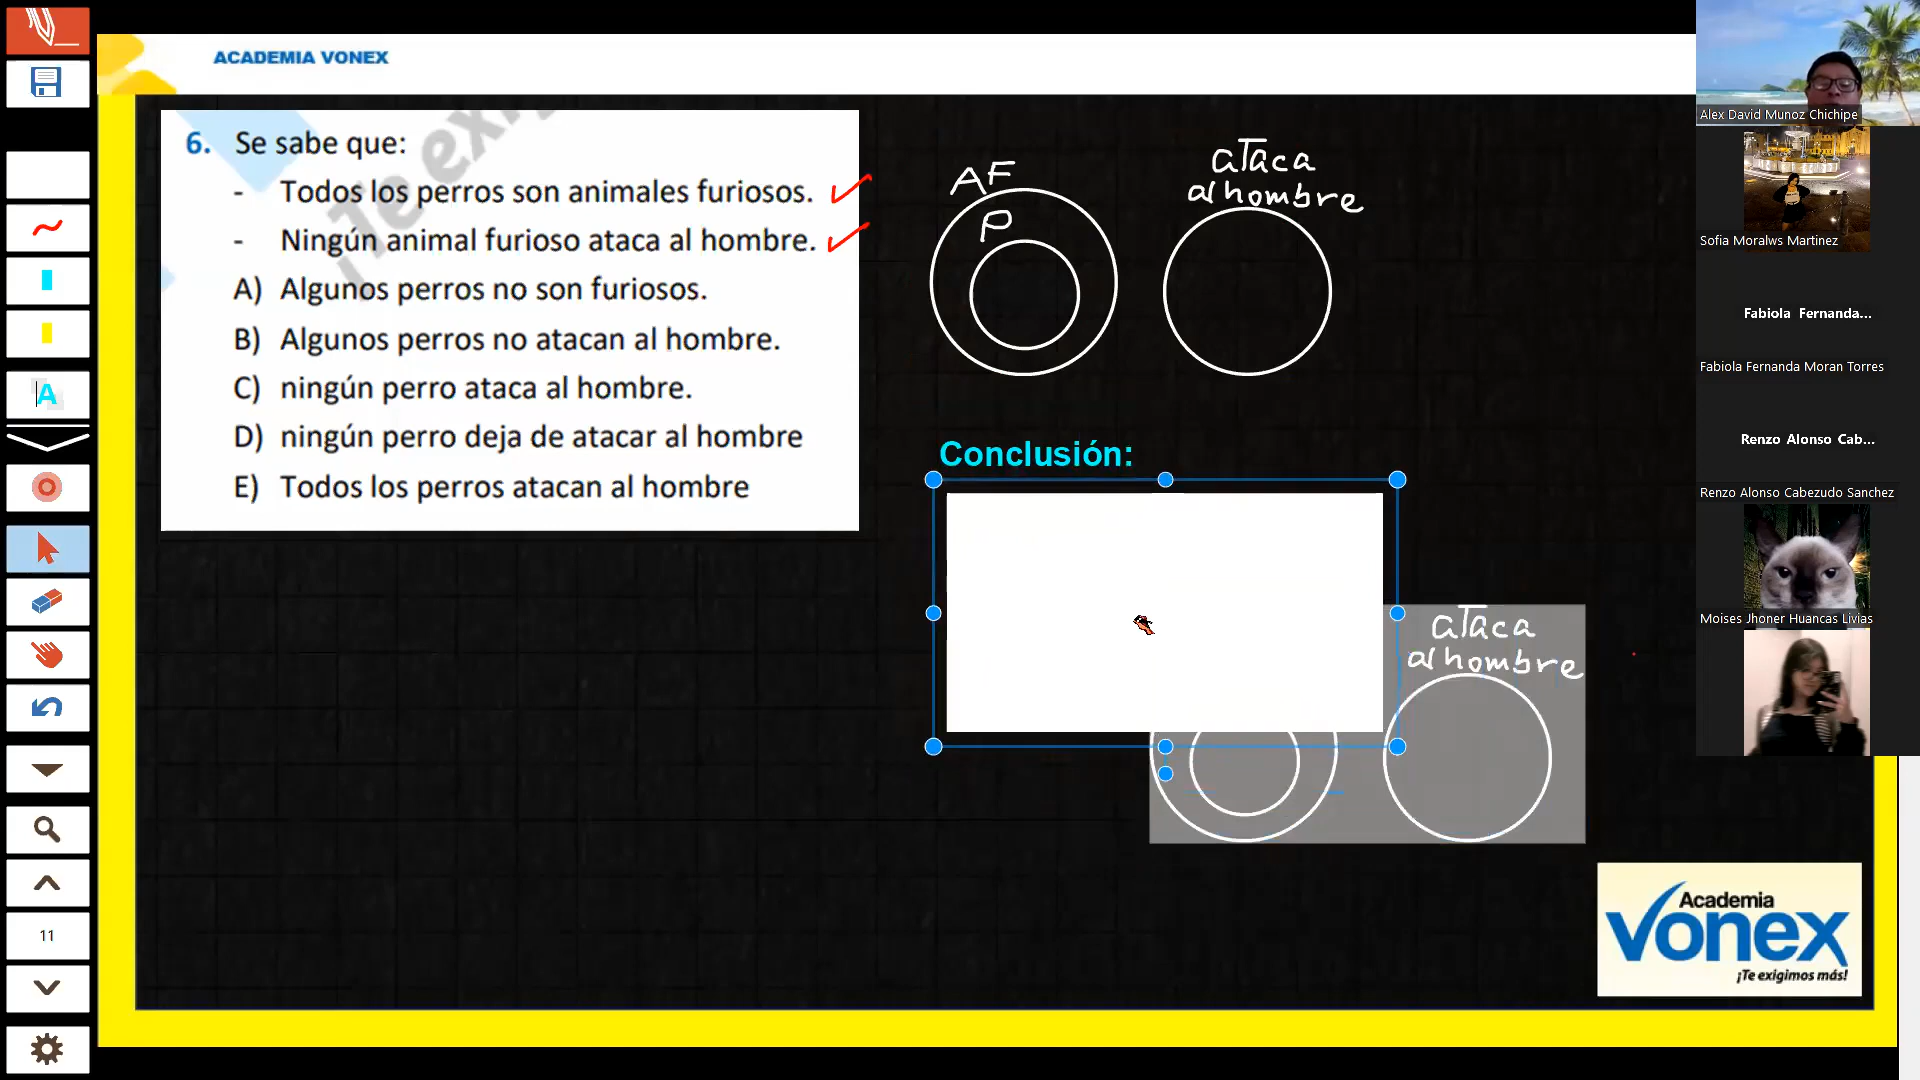 ACADEMIA VONEX
6. Se sabe que:
- Todos los perros son animales furiosos.
- Ningún animal furioso ataca al hombre.
A) Algunos perros no son furiosos.
B) Algunos perros no atacan al hombre.
C) ningún perro ataca al hombre.
D) ningún perro deja de atacar al hombre
E) Todos los perros atacan al hombre
¡Te exi
AF
P
ataca
al hombre
Conclusión:
ataca
al hombre
Academia
vonex
¡Te exigimos más!
Alex David Munoz Chichipe
Sofia Moralws Martinez
Fabiola Fernanda...
Fabiola Fernanda Moran Torres
Renzo Alonso Cab...
Renzo Alonso Cabezudo Sanchez
Moises Jhoner Huancas Livias
A
11